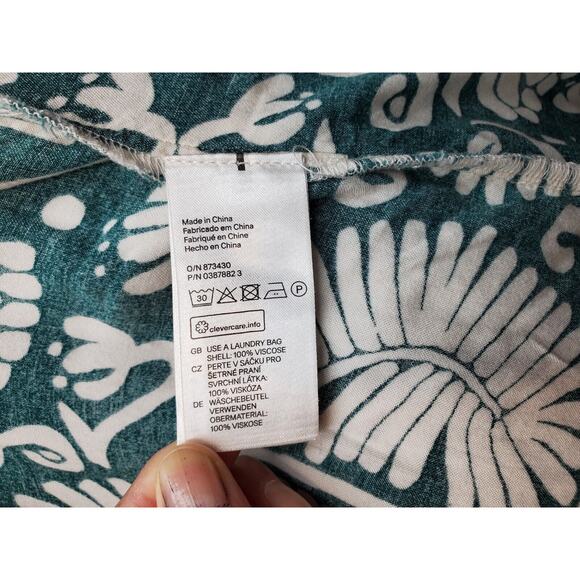 Made in China
Fabricado em China
Fabriqué en Chine
Hecho en China
O/N 873430
P/N 0387882 3
30 P
clevercare.info
GB USE A LAUNDRY BAG
SHELL: 100% VISCOSE
CZ PERTE V SÁČKU PRO
ŠETRNÉ PRANÍ
SVRCHNÍ LÁTKA:
100% VISKÓZA
DE WÄSCHEBEUTEL
VERWENDEN
OBERMATERIAL:
100% VISKOSE